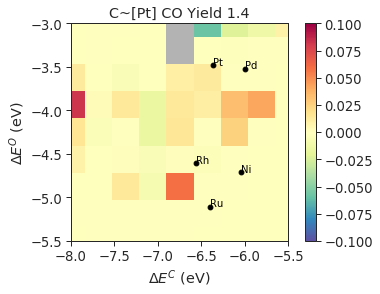 C~[Pt] CO Yield 1.4
−3.0
−3.5
−4.0
−4.5
−5.0
−5.5
ΔE^O (eV)
Pt
Pd
Rh
Ni
Ru
−8.0 −7.5 −7.0 −6.5 −6.0 −5.5
ΔE^C (eV)
0.100
0.075
0.050
0.025
0.000
−0.025
−0.050
−0.075
−0.100